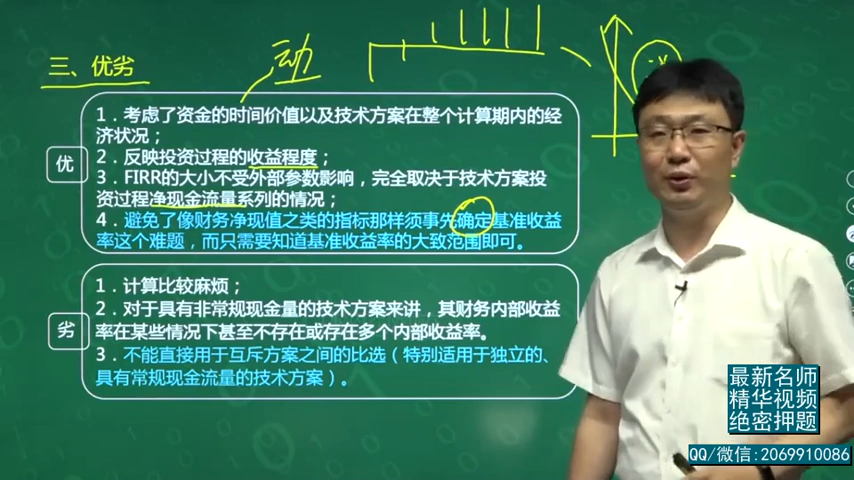 三、优劣
动
优
1．考虑了资金的时间价值以及技术方案在整个计算期内的经
济状况；
2．反映投资过程的收益程度；
3．FIRR的大小不受外部参数影响，完全取决于技术方案投
资过程净现金流量系列的情况；
4．避免了像财务净现值之类的指标那样须事先确定基准收益
率这个难题，而只需要知道基准收益率的大致范围即可。
劣
1．计算比较麻烦；
2．对于具有非常规现金量的技术方案来讲，其财务内部收益
率在某些情况下甚至不存在或存在多个内部收益率。
3．不能直接用于互斥方案之间的比选（特别适用于独立的、
具有常规现金流量的技术方案）。
最新名师
精华视频
绝密押题
QQ/微信:2069910086